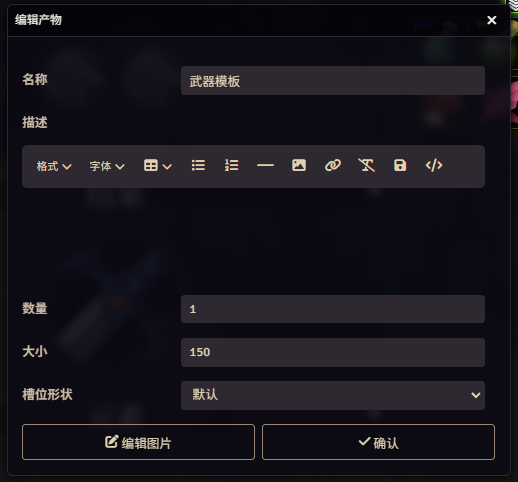 编辑产物
名称 武器模板
描述
格式 字体
数量 1
大小 150
槽位形状 默认
编辑图片 确认